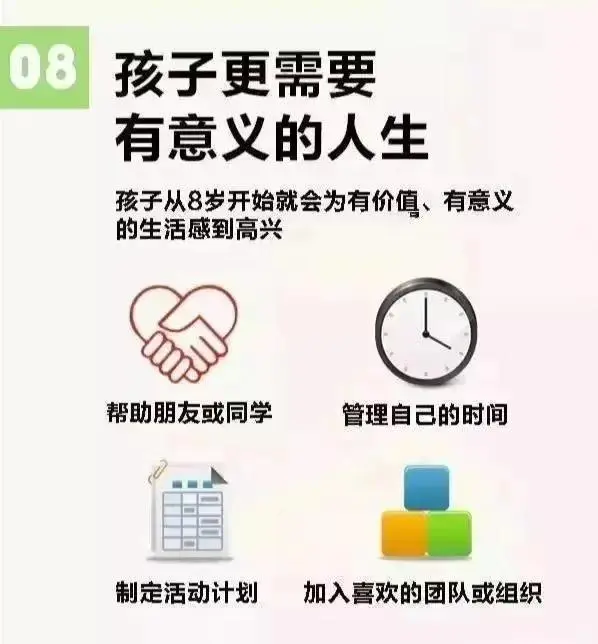 08
孩子更需要
有意义的人生
孩子从8岁开始就会为有价值、有意义
的生活感到高兴
帮助朋友或同学
管理自己的时间
制定活动计划
加入喜欢的团队或组织